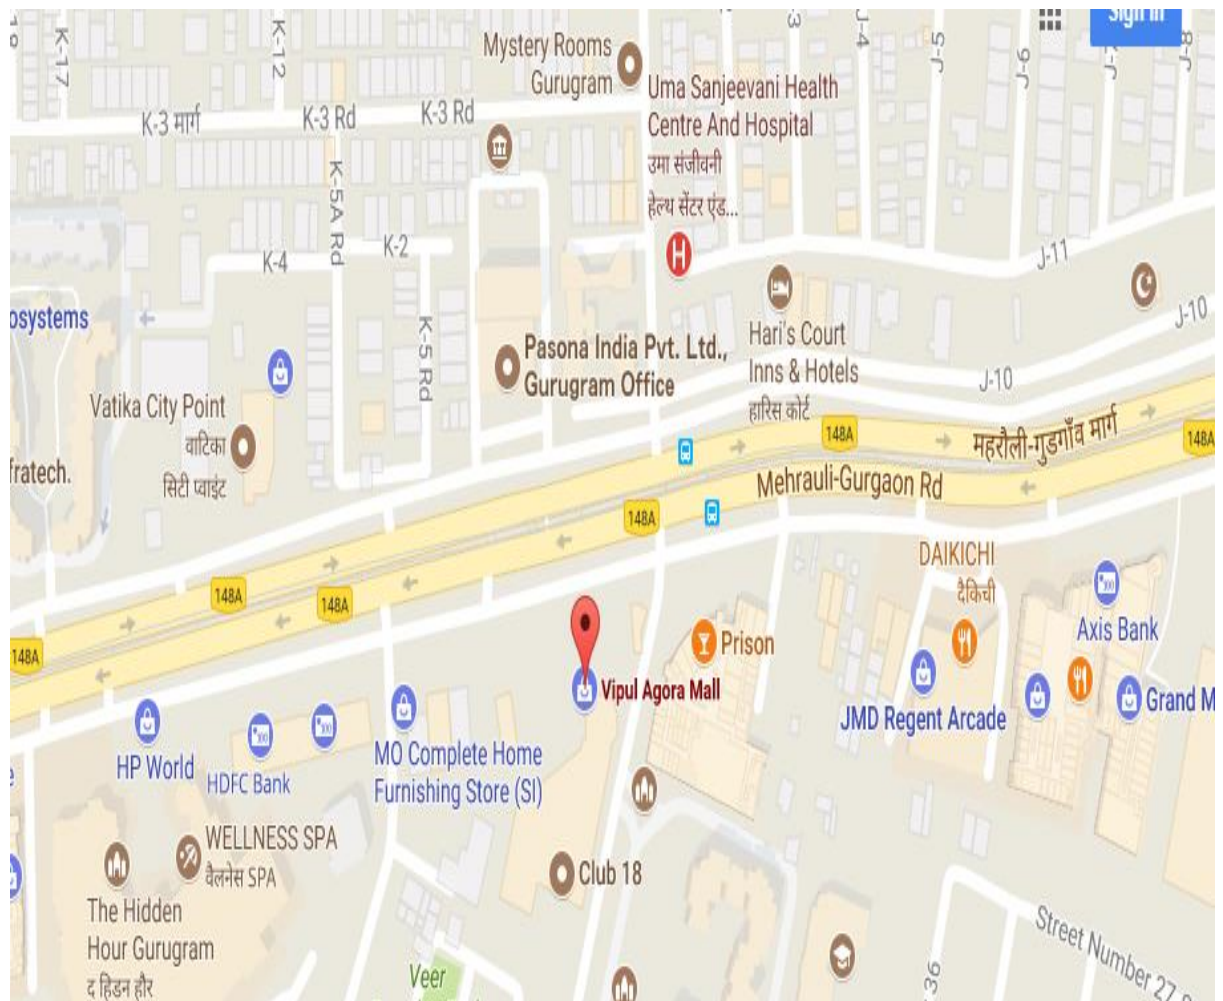 Sign in
K-17
K-12
J-4
J-5
J-6
J-8
Mystery Rooms
Gurugram
Uma Sanjeevani Health
Centre And Hospital
उमा संजीवनी
हेल्थ सेंटर एंड...
K-3 मार्ग
K-3 Rd
K-3 Rd
K-5A Rd
K-2
K-4
J-11
H
osystems
K-5 Rd
Pasona India Pvt. Ltd.,
Gurugram Office
Hari's Court
Inns & Hotels
हारिस कोर्ट
J-10
J-10
Vatika City Point
वाटिका
सिटी प्वाइंट
fratech.
148A
महरौली-गुडगाँव मार्ग
148A
Mehrauli-Gurgaon Rd
148A
148A
148A
148A
DAIKICHI
दैकिची
Axis Bank
Prison
Vipul Agora Mall
JMD Regent Arcade
Grand M
HP World
HDFC Bank
MO Complete Home
Furnishing Store (SI)
WELLNESS SPA
वैलनेस SPA
Club 18
The Hidden
Hour Gurugram
द हिडन हौर
Veer
36
Street Number 27